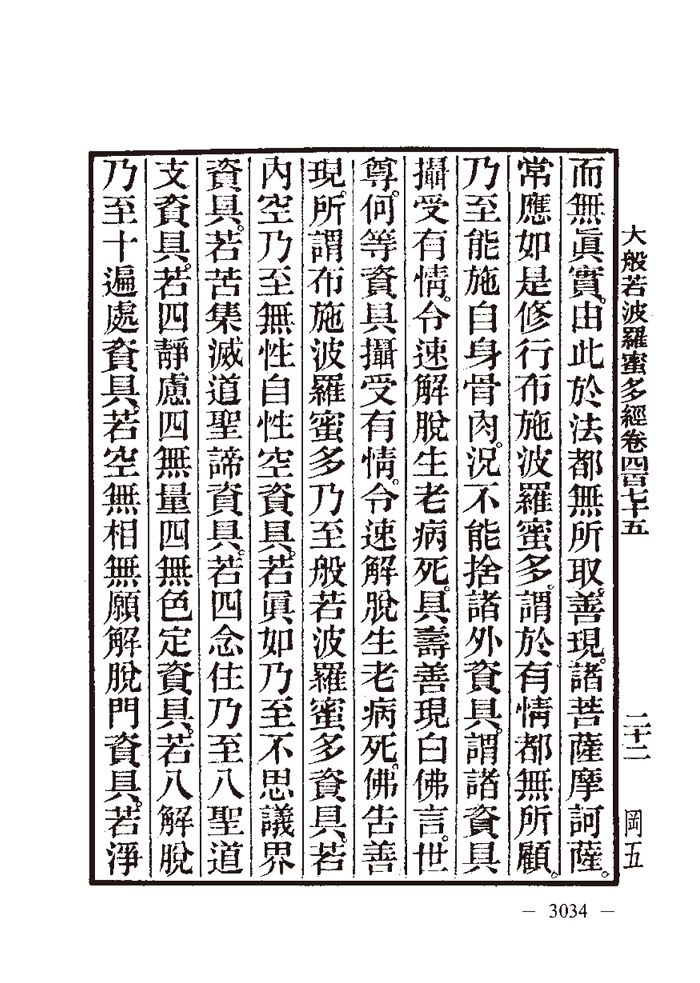 大般若波羅蜜多經卷四百七十五　二十二　岡五
而無眞實。由此於法都無所取。善現。諸菩薩摩訶薩。
常應如是修行布施波羅蜜多。謂於有情都無所顧。
乃至能施自身骨肉。況不能捨諸外資具。謂諸資具
攝受有情。令速解脫生老病死。具壽善現白佛言。世
尊。何等資具攝受有情。令速解脫生老病死。佛告善
現。所謂布施波羅蜜多乃至般若波羅蜜多資具。若
內空乃至無性自性空資具。若眞如乃至不思議界
資具。若苦集滅道聖諦資具。若四念住乃至八聖道
支資具。若四靜慮四無量四無色定資具。若八解脫
乃至十遍處資具。若空無相無願解脫門資具。若淨
— 3034 —